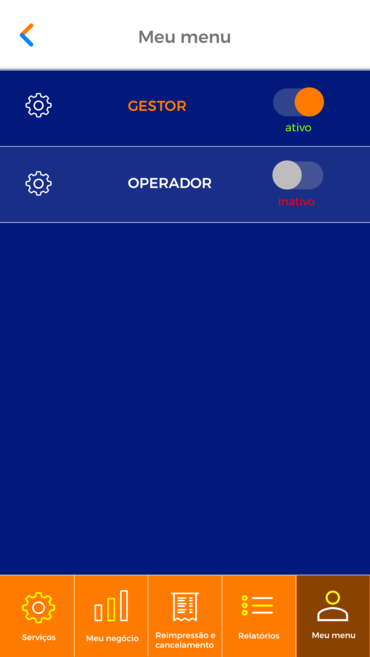 Meu menu
GESTOR
ativo
OPERADOR
inativo
Serviços
Meu negócio
Reimpressão e
cancelamento
Relatórios
Meu menu